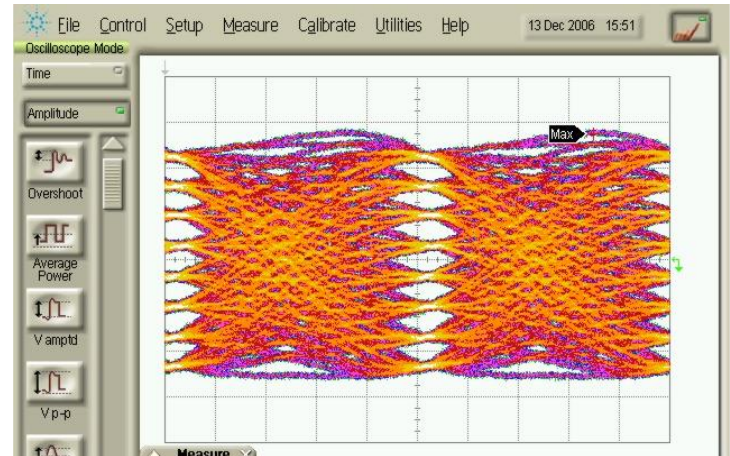 File Control Setup Measure Calibrate Utilities Help 13 Dec 2006 15:51
Oscilloscope Mode
Time
Amplitude
Max
Overshoot
Average
Power
V amptd
V p-p
Measure